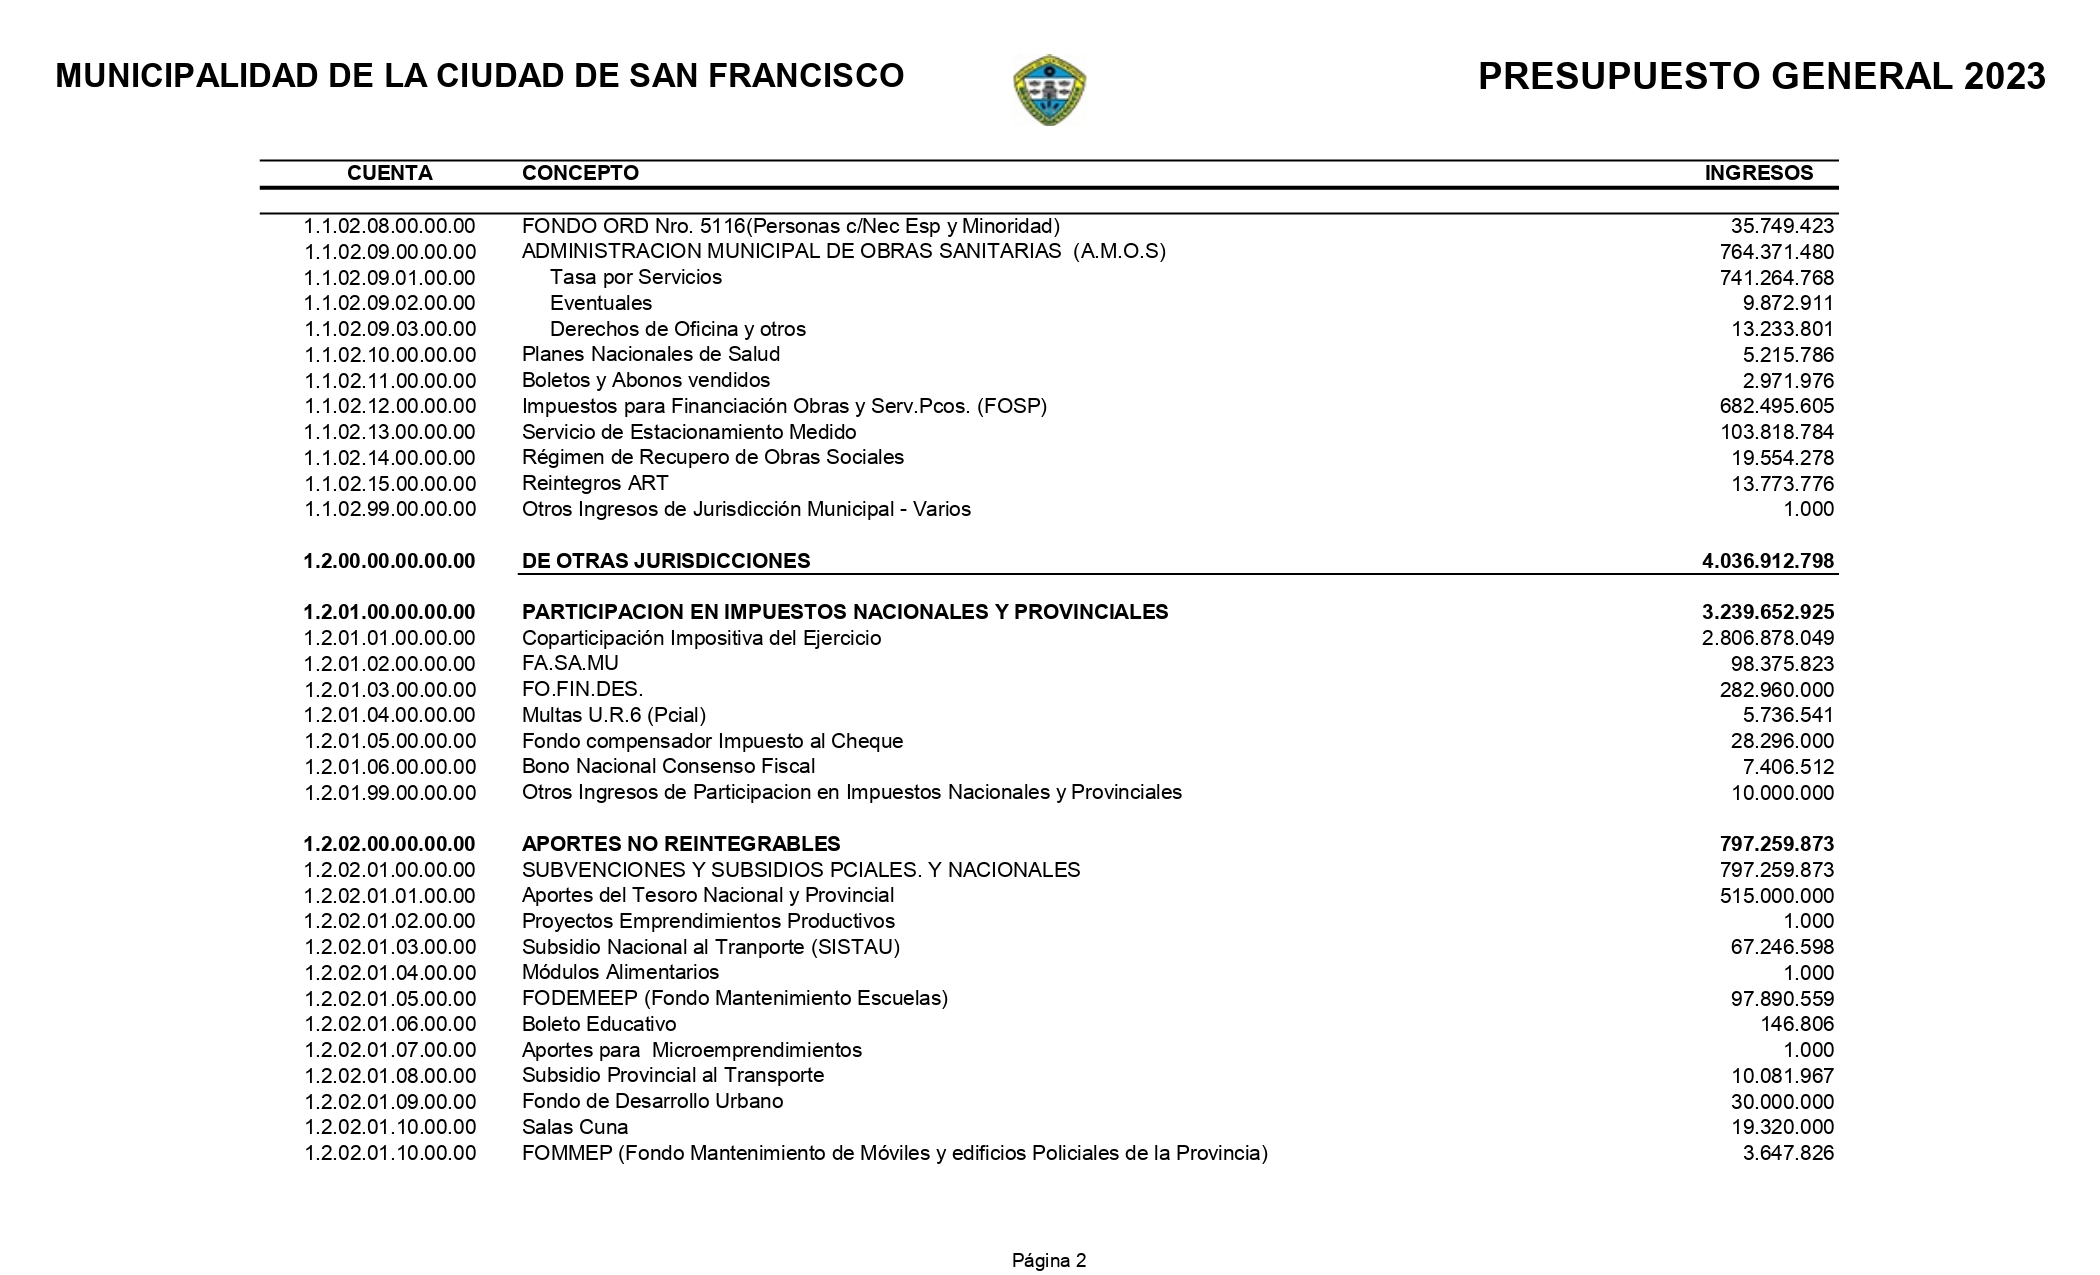 MUNICIPALIDAD DE LA CIUDAD DE SAN FRANCISCO PRESUPUESTO GENERAL 2023
CUENTA CONCEPTO INGRESOS
1.1.02.08.00.00.00 FONDO ORD Nro. 5116(Personas c/Nec Esp y Minoridad) 35.749.423
1.1.02.09.00.00.00 ADMINISTRACION MUNICIPAL DE OBRAS SANITARIAS (A.M.O.S) 764.371.480
1.1.02.09.01.00.00 Tasa por Servicios 741.264.768
1.1.02.09.02.00.00 Eventuales 9.872.911
1.1.02.09.03.00.00 Derechos de Oficina y otros 13.233.801
1.1.02.10.00.00.00 Planes Nacionales de Salud 5.215.786
1.1.02.11.00.00.00 Boletos y Abonos vendidos 2.971.976
1.1.02.12.00.00.00 Impuestos para Financiación Obras y Serv.Pcos. (FOSP) 682.495.605
1.1.02.13.00.00.00 Servicio de Estacionamiento Medido 103.818.784
1.1.02.14.00.00.00 Régimen de Recupero de Obras Sociales 19.554.278
1.1.02.15.00.00.00 Reintegros ART 13.773.776
1.1.02.99.00.00.00 Otros Ingresos de Jurisdicción Municipal - Varios 1.000
1.2.00.00.00.00.00 DE OTRAS JURISDICCIONES 4.036.912.798
1.2.01.00.00.00.00 PARTICIPACION EN IMPUESTOS NACIONALES Y PROVINCIALES 3.239.652.925
1.2.01.01.00.00.00 Coparticipación Impositiva del Ejercicio 2.806.878.049
1.2.01.02.00.00.00 FA.SA.MU 98.375.823
1.2.01.03.00.00.00 FO.FIN.DES. 282.960.000
1.2.01.04.00.00.00 Multas U.R.6 (Pcial) 5.736.541
1.2.01.05.00.00.00 Fondo compensador Impuesto al Cheque 28.296.000
1.2.01.06.00.00.00 Bono Nacional Consenso Fiscal 7.406.512
1.2.01.99.00.00.00 Otros Ingresos de Participacion en Impuestos Nacionales y Provinciales 10.000.000
1.2.02.00.00.00.00 APORTES NO REINTEGRABLES 797.259.873
1.2.02.01.00.00.00 SUBVENCIONES Y SUBSIDIOS PCIALES. Y NACIONALES 797.259.873
1.2.02.01.01.00.00 Aportes del Tesoro Nacional y Provincial 515.000.000
1.2.02.01.02.00.00 Proyectos Emprendimientos Productivos 1.000
1.2.02.01.03.00.00 Subsidio Nacional al Tranporte (SISTAU) 67.246.598
1.2.02.01.04.00.00 Módulos Alimentarios 1.000
1.2.02.01.05.00.00 FODEMEEP (Fondo Mantenimiento Escuelas) 97.890.559
1.2.02.01.06.00.00 Boleto Educativo 146.806
1.2.02.01.07.00.00 Aportes para Microemprendimientos 1.000
1.2.02.01.08.00.00 Subsidio Provincial al Transporte 10.081.967
1.2.02.01.09.00.00 Fondo de Desarrollo Urbano 30.000.000
1.2.02.01.10.00.00 Salas Cuna 19.320.000
1.2.02.01.10.00.00 FOMMEP (Fondo Mantenimiento de Móviles y edificios Policiales de la Provincia) 3.647.826
Página 2